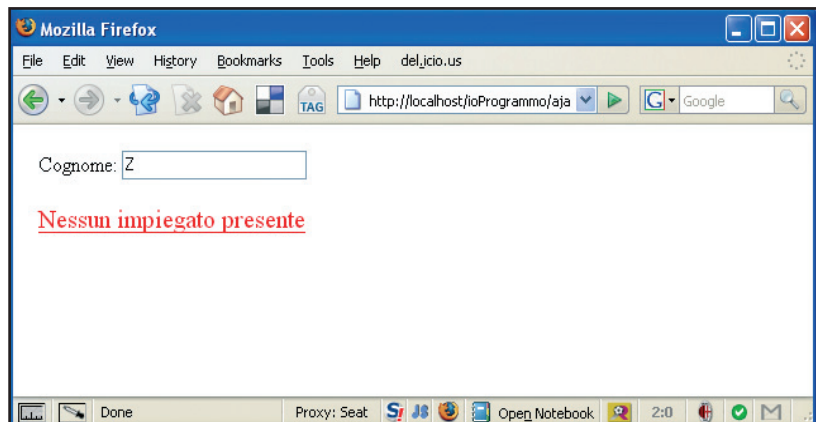 Mozilla Firefox
File Edit View History Bookmarks Tools Help del.icio.us
TAG http://localhost/ioProgrammo/aja G Google
Cognome: Z
Nessun impiegato presente
Done Proxy: Seat S! JS Open Notebook 2:0